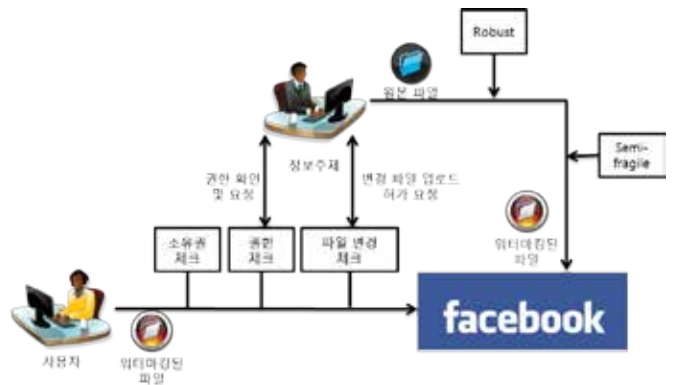 Robust
원본 파일
정보주체
Semi-
fragile
권한 확인
및 요청
변경 파일 업로드
허가 요청
워터마킹된
파일
소유권
체크
권한
체크
파일 변경
체크
facebook
사용자
워터마킹된
파일